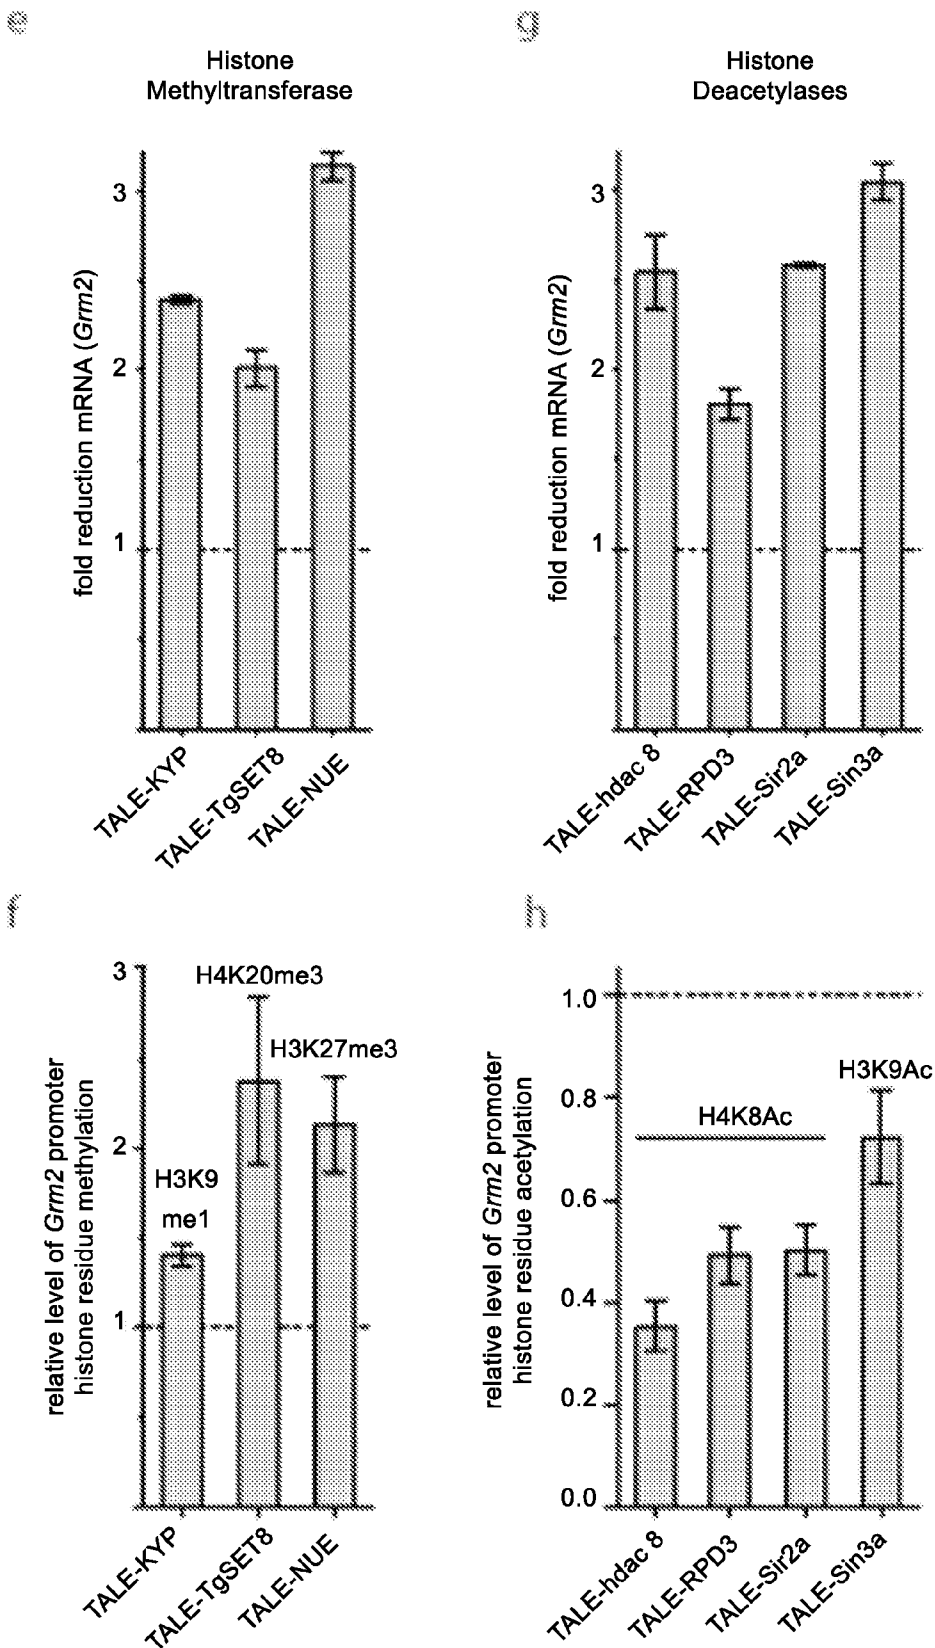 e
Histone
Methyltransferase
fold reduction mRNA (Grm2)
3
2
1
TALE-KYP
TALE-TgSET8
TALE-NUE
g
Histone
Deacetylases
fold reduction mRNA (Grm2)
3
2
1
TALE-hdac 8
TALE-RPD3
TALE-Sir2a
TALE-Sin3a
f
relative level of Grm2 promoter
histone residue methylation
3
2
1
H3K9
me1
H4K20me3
H3K27me3
TALE-KYP
TALE-TgSET8
TALE-NUE
h
relative level of Grm2 promoter
histone residue acetylation
1.0
0.8
0.6
0.4
0.2
0.0
H4K8Ac
H3K9Ac
TALE-hdac 8
TALE-RPD3
TALE-Sir2a
TALE-Sin3a